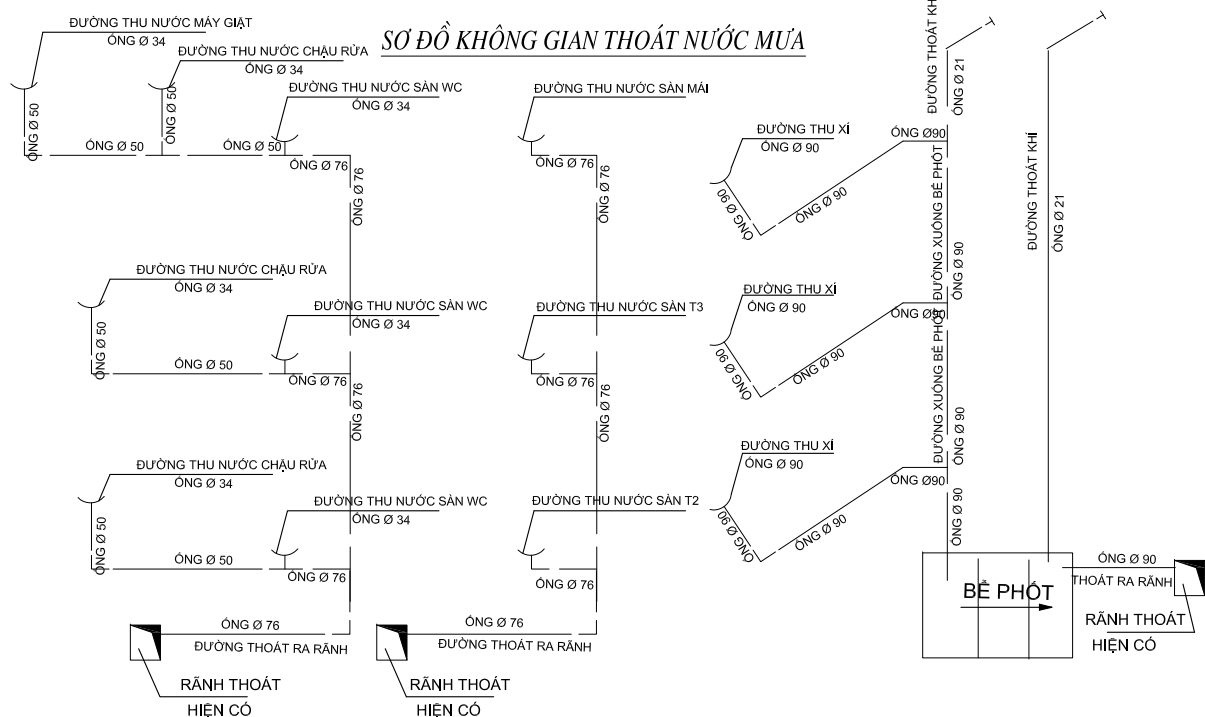 SƠ ĐỒ KHÔNG GIAN THOÁT NƯỚC MƯA
ĐƯỜNG THU NƯỚC MÁY GIẶT
ỐNG Ø 34
ĐƯỜNG THU NƯỚC CHẬU RỬA
ỐNG Ø 34
ĐƯỜNG THU NƯỚC SÀN WC
ỐNG Ø 34
ỐNG Ø 50
ỐNG Ø 50
ỐNG Ø 50
ỐNG Ø 50
ỐNG Ø 76
ỐNG Ø 76
ĐƯỜNG THU NƯỚC CHẬU RỬA
ỐNG Ø 34
ĐƯỜNG THU NƯỚC SÀN WC
ỐNG Ø 34
ỐNG Ø 50
ỐNG Ø 50
ỐNG Ø 76
ỐNG Ø 76
ĐƯỜNG THU NƯỚC CHẬU RỬA
ỐNG Ø 34
ĐƯỜNG THU NƯỚC SÀN WC
ỐNG Ø 34
ỐNG Ø 50
ỐNG Ø 50
ỐNG Ø 76
ỐNG Ø 76
ĐƯỜNG THOÁT RA RÃNH
RÃNH THOÁT
HIỆN CÓ
ĐƯỜNG THU NƯỚC SÀN MÁI
ỐNG Ø 76
ỐNG Ø 76
ĐƯỜNG THU NƯỚC SÀN T3
ỐNG Ø 76
ỐNG Ø 76
ĐƯỜNG THU NƯỚC SÀN T2
ỐNG Ø 76
ỐNG Ø 76
ĐƯỜNG THOÁT RA RÃNH
RÃNH THOÁT
HIỆN CÓ
ĐƯỜNG THU XÍ
ỐNG Ø 90
ỐNG Ø 90
ỐNG Ø 90
ỐNG Ø90
ĐƯỜNG THU XÍ
ỐNG Ø 90
ỐNG Ø 90
ỐNG Ø 90
ỐNG Ø90
ĐƯỜNG THU XÍ
ỐNG Ø 90
ỐNG Ø 90
ỐNG Ø 90
ỐNG Ø90
ĐƯỜNG THOÁT KH
ỐNG Ø 21
ĐƯỜNG XUỐNG BỂ PHỐT
ỐNG Ø 90
ĐƯỜNG XUỐNG BỂ PHỐT
ỐNG Ø 90
ỐNG Ø 90
ĐƯỜNG THOÁT KHÍ
ỐNG Ø 21
BỂ PHỐT
ỐNG Ø 90
THOÁT RA RÃNH
RÃNH THOÁT
HIỆN CÓ